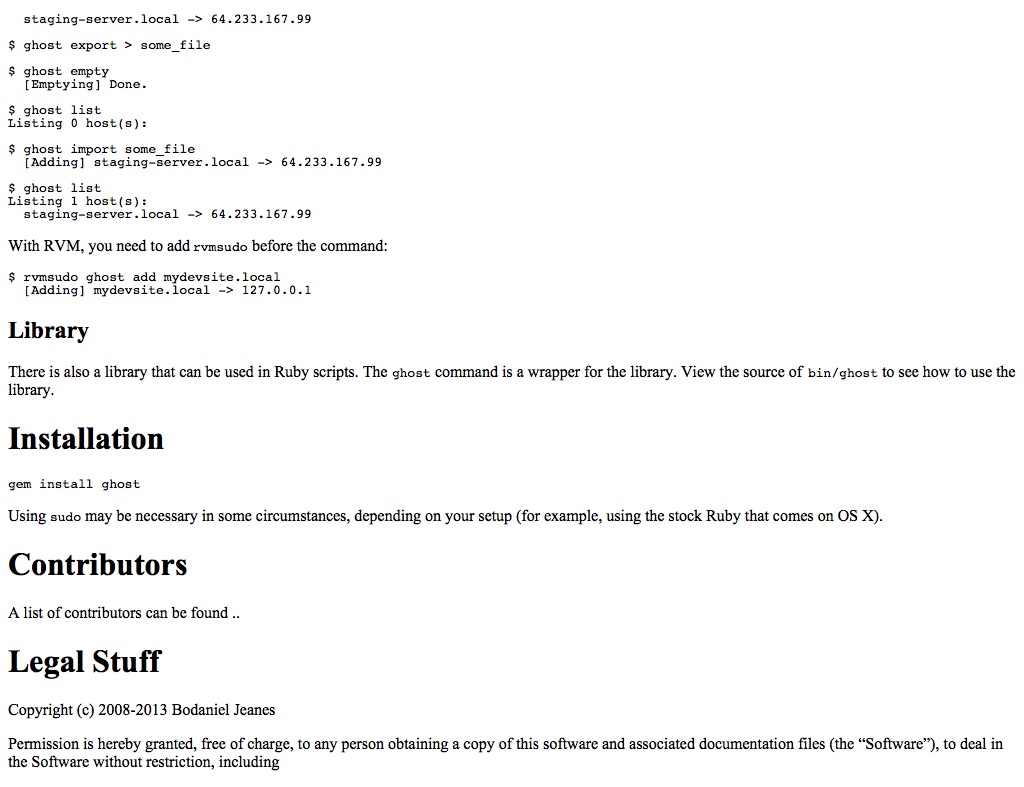 staging-server.local -> 64.233.167.99
$ ghost export > some_file
$ ghost empty
[Emptying] Done.
$ ghost list
Listing 0 host(s):
$ ghost import some_file
[Adding] staging-server.local -> 64.233.167.99
$ ghost list
Listing 1 host(s):
staging-server.local -> 64.233.167.99
With RVM, you need to add rvmsudo before the command:
$ rvmsudo ghost add mydevsite.local
[Adding] mydevsite.local -> 127.0.0.1
Library
There is also a library that can be used in Ruby scripts. The ghost command is a wrapper for the library. View the source of bin/ghost to see how to use the
library.
Installation
gem install ghost
Using sudo may be necessary in some circumstances, depending on your setup (for example, using the stock Ruby that comes on OS X).
Contributors
A list of contributors can be found ..
Legal Stuff
Copyright (c) 2008-2013 Bodaniel Jeanes
Permission is hereby granted, free of charge, to any person obtaining a copy of this software and associated documentation files (the “Software”), to deal in
the Software without restriction, including